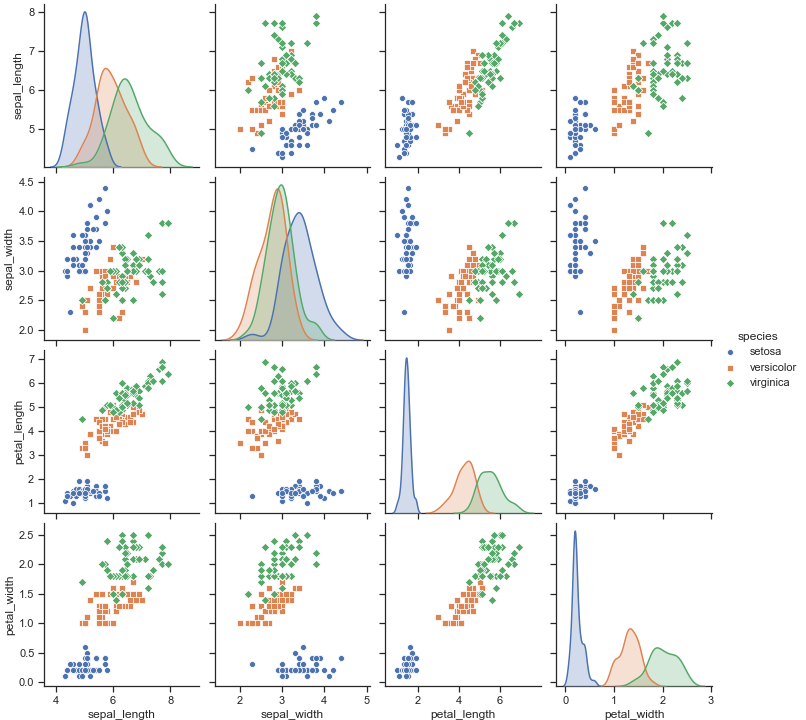 sepal_length
8
7
6
5
sepal_width
4.5
4.0
3.5
3.0
2.5
2.0
species
setosa
versicolor
virginica
petal_length
7
6
5
4
3
2
1
petal_width
2.5
2.0
1.5
1.0
0.5
0.0
4 6 8
2 3 4 5
2 4 6
0 1 2 3
sepal_length sepal_width petal_length petal_width